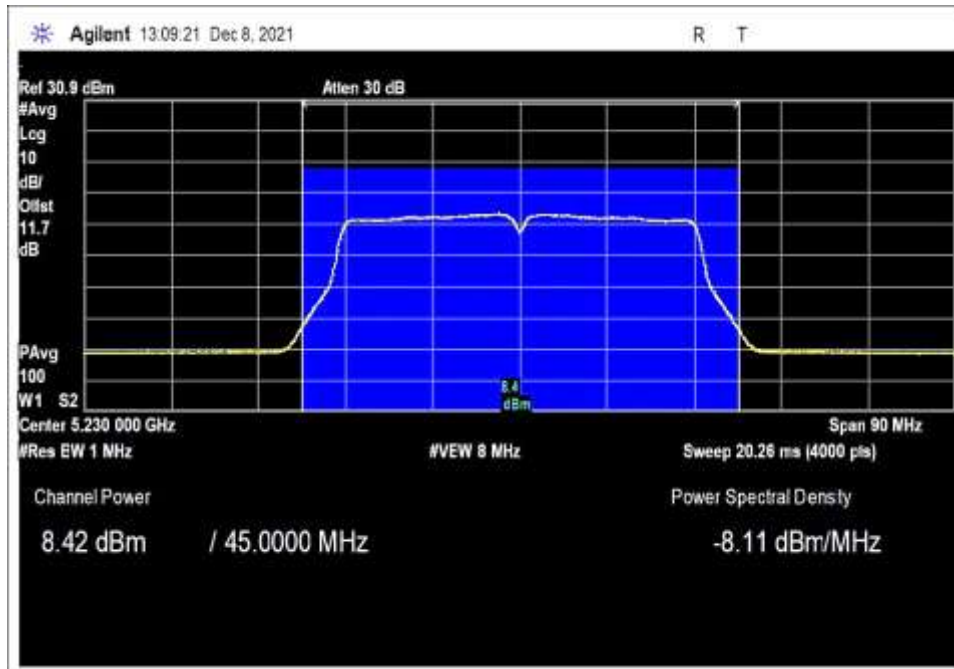 Agilent 13:09:21 Dec 8, 2021 R T
Ref 30.9 dBm Atten 30 dB
#Avg
Log
10
dB/
Offst
11.7
dB
PAvg
100
W1 S2
8.4
dBm
Center 5.230 000 GHz Span 90 MHz
#Res BW 1 MHz #VBW 8 MHz Sweep 20.26 ms (4000 pts)
Channel Power Power Spectral Density
8.42 dBm / 45.0000 MHz -8.11 dBm/MHz